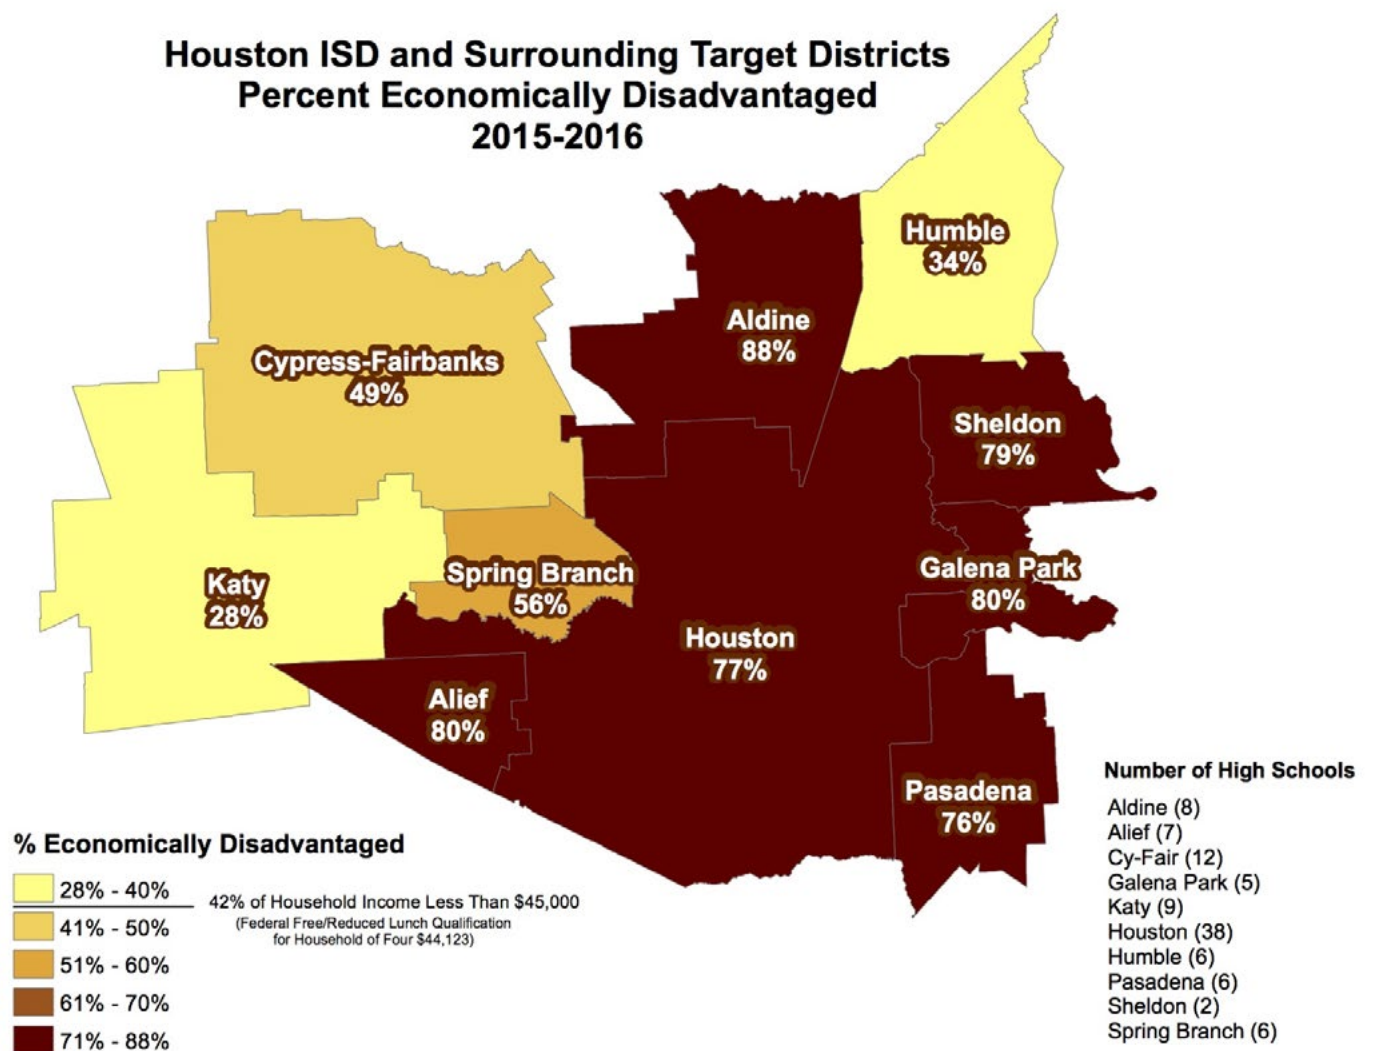 Houston ISD and Surrounding Target Districts
Percent Economically Disadvantaged
2015-2016
Humble
34%
Aldine
88%
Cypress-Fairbanks
49%
Sheldon
79%
Katy
28%
Spring Branch
56%
Galena Park
80%
Houston
77%
Alief
80%
Pasadena
76%
% Economically Disadvantaged
28% - 40%
41% - 50%
51% - 60%
61% - 70%
71% - 88%
42% of Household Income Less Than $45,000
(Federal Free/Reduced Lunch Qualification
for Household of Four $44,123)
Number of High Schools
Aldine (8)
Alief (7)
Cy-Fair (12)
Galena Park (5)
Katy (9)
Houston (38)
Humble (6)
Pasadena (6)
Sheldon (2)
Spring Branch (6)